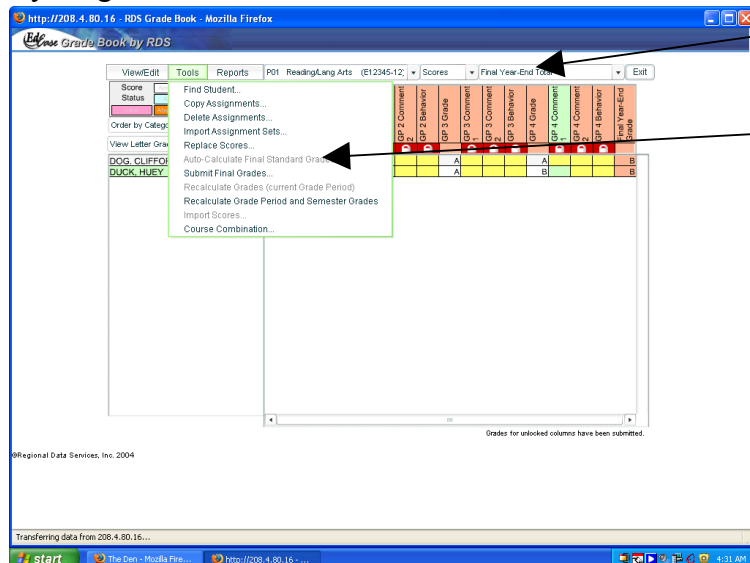 http://208.4.80.16 - RDS Grade Book - Mozilla Firefox
EdCase Grade Book by RDS
View/Edit Tools Reports P01 Reading/Lang Arts (E12345-12; Scores Final Year-End Total Exit
Score
Status
Order by Catego
View Letter Gra
Find Student...
Copy Assignments...
Delete Assignments...
Import Assignment Sets...
Replace Scores...
Auto-Calculate Final Standard Grade
Submit Final Grades...
Recalculate Grades (current Grade Period)
Recalculate Grade Period and Semester Grades
Import Scores...
Course Combination...
GP 2 Comment 2
GP 2 Behavior
GP 3 Grade
GP 3 Comment 1
GP 3 Comment 2
GP 3 Behavior
GP 4 Grade
GP 4 Comment 1
GP 4 Comment 2
GP 4 Behavior
Final Year-End Grade
DOG, CLIFFO A A B
DUCK, HUEY A B B
Grades for unlocked columns have been submitted.
©Regional Data Services, Inc. 2004
Transferring data from 208.4.80.16...
start The Den - Mozilla Fire... http://208.4.80.16 - ... 4:31 AM